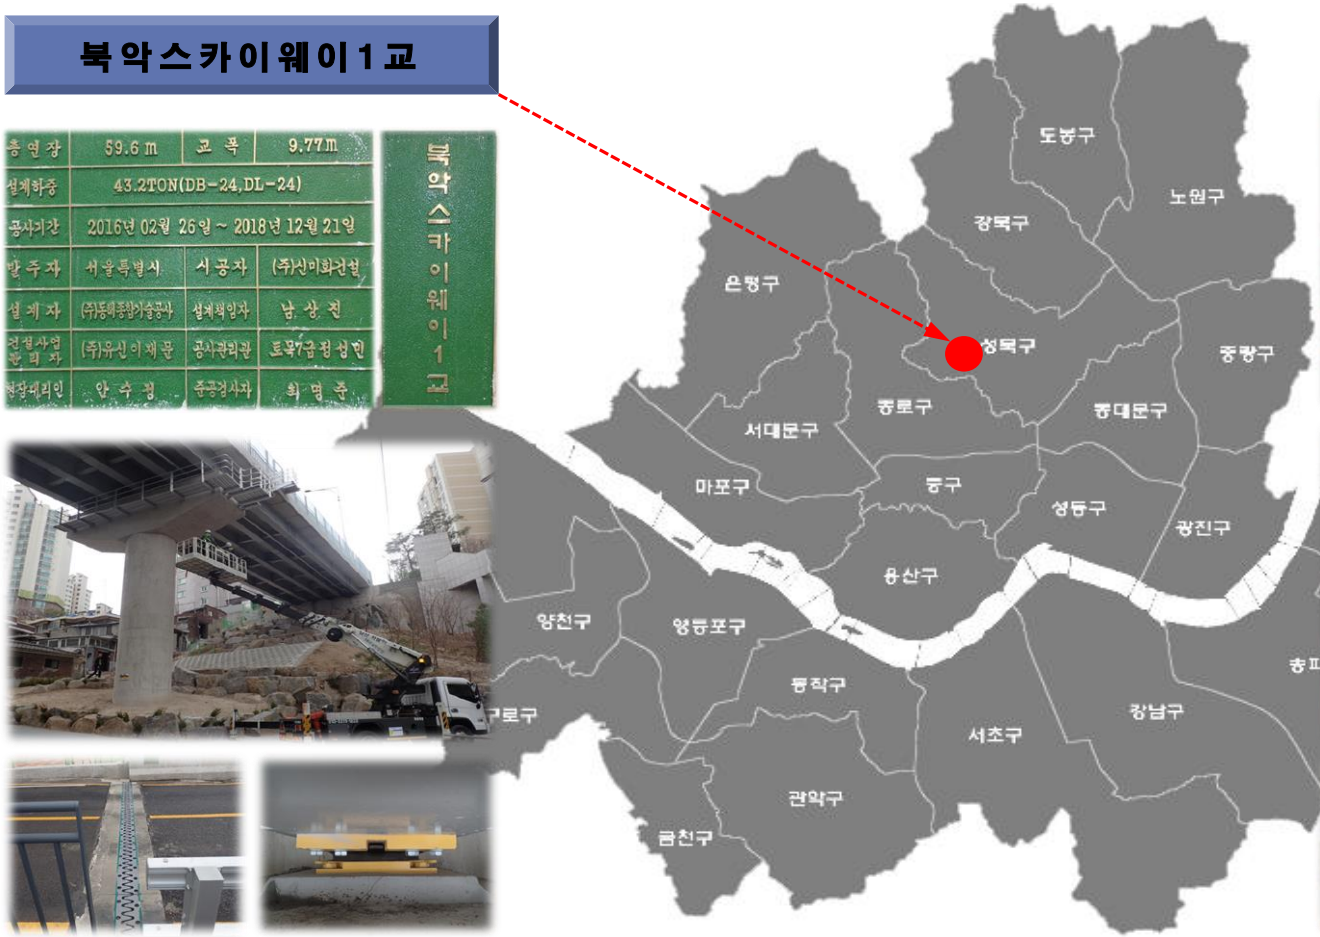 북악스카이웨이1교
총연장 59.6 m 교 폭 9.77m
설계하중 43.2TON(DB-24,DL-24)
공사기간 2016년 02월 26일 ~ 2018년 12월 21일
발주자 서울특별시 시공자 (주)신미화건설
설계자 (주)동해종합기술공사 설계책임자 남 상 진
건설사업관리자 (주)유신이제문 공사관리관 토목7급정성민
현장대리인 안 수 정 준공검사자 최 명 준
북악스카이웨이1교
도봉구
노원구
강북구
은평구
성북구
중랑구
종로구
동대문구
서대문구
마포구
중구
성동구
광진구
용산구
양천구
영등포구
동작구
송파
구로구
강남구
서초구
관악구
금천구